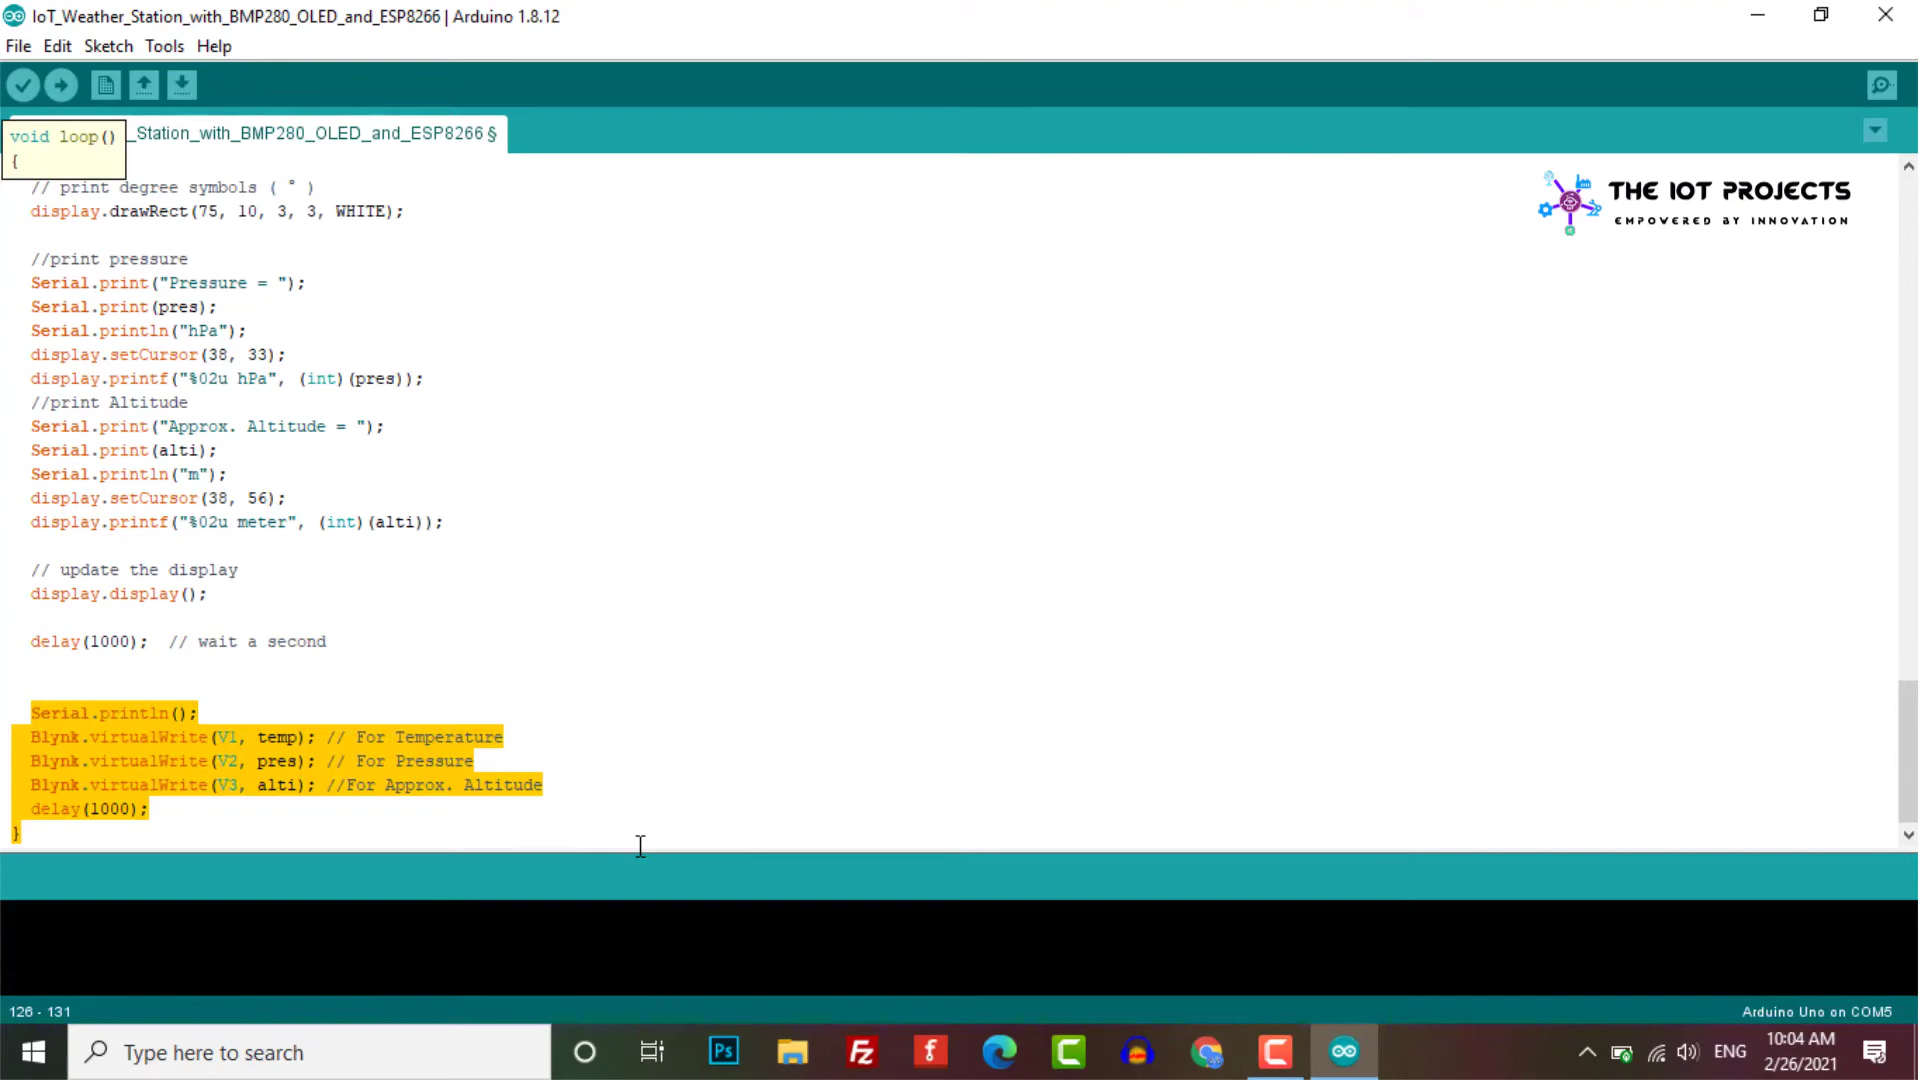 IoT_Weather_Station_with_BMP280_OLED_and_ESP8266 | Arduino 1.8.12
File Edit Sketch Tools Help
_Station_with_BMP280_OLED_and_ESP8266 §
void loop()
{
// print degree symbols ( ° )
display.drawRect(75, 10, 3, 3, WHITE);
THE IOT PROJECTS
EMPOWERED BY INNOVATION
//print pressure
Serial.print("Pressure = ");
Serial.print(pres);
Serial.println("hPa");
display.setCursor(38, 33);
display.printf("%02u hPa", (int)(pres));
//print Altitude
Serial.print("Approx. Altitude = ");
Serial.print(alti);
Serial.println("m");
display.setCursor(38, 56);
display.printf("%02u meter", (int)(alti));
// update the display
display.display();
delay(1000);  // wait a second
Serial.println();
Blynk.virtualWrite(V1, temp); // For Temperature
Blynk.virtualWrite(V2, pres); // For Pressure
Blynk.virtualWrite(V3, alti); //For Approx. Altitude
delay(1000);
}
126 - 131
Arduino Uno on COM5
Type here to search
Ps
Fz
f
C
C
ENG
10:04 AM
2/26/2021